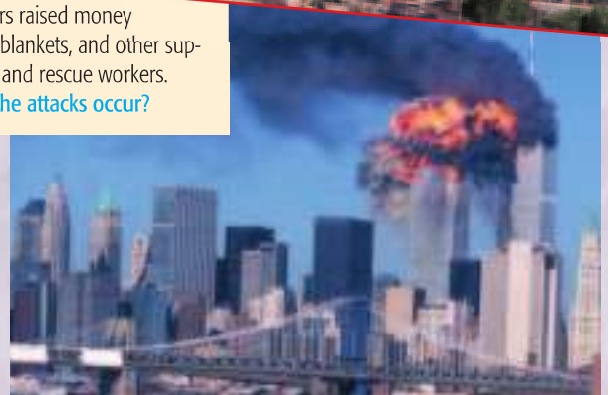 rs raised money
blankets, and other sup-
and rescue workers.
he attacks occur?